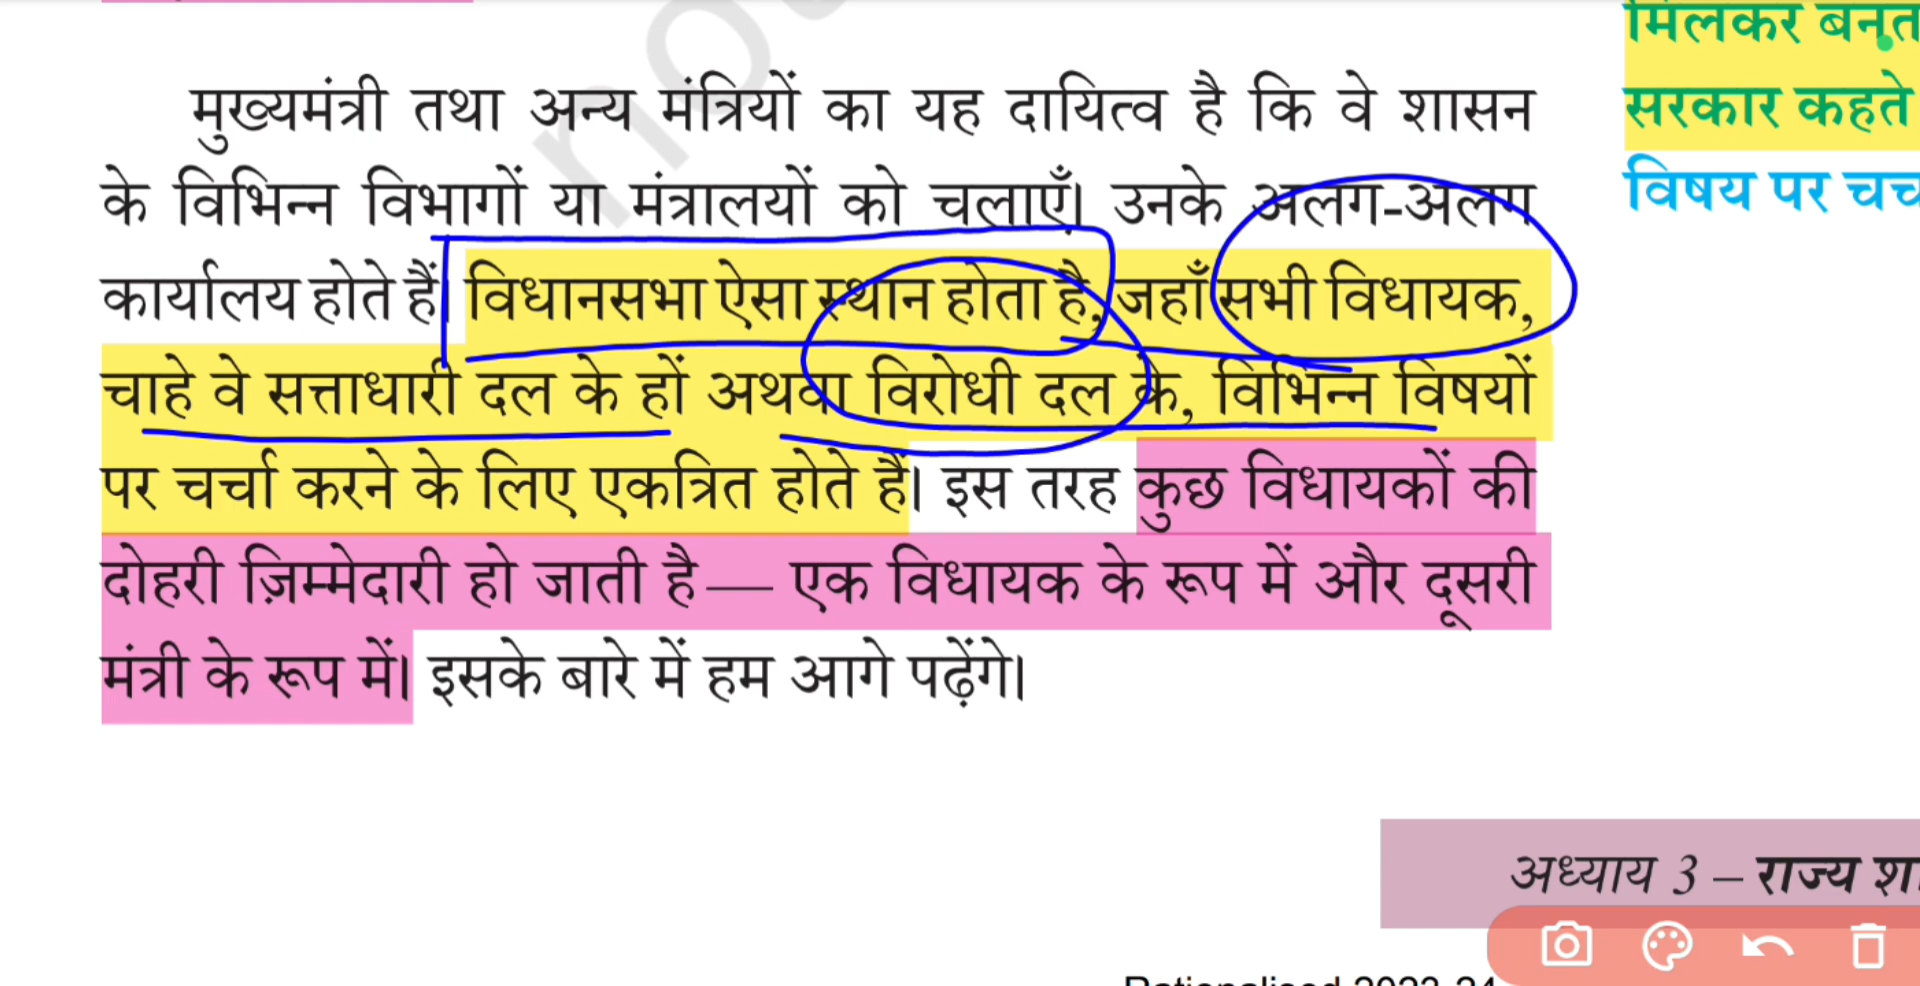 मुख्यमंत्री तथा अन्य मंत्रियों का यह दायित्व है कि वे शासन
के विभिन्न विभागों या मंत्रालयों को चलाएँ। उनके अलग-अलग
कार्यालय होते हैं। विधानसभा ऐसा स्थान होता है, जहाँ सभी विधायक,
चाहे वे सत्ताधारी दल के हों अथवा विरोधी दल के, विभिन्न विषयों
पर चर्चा करने के लिए एकत्रित होते हैं। इस तरह कुछ विधायकों की
दोहरी ज़िम्मेदारी हो जाती है— एक विधायक के रूप में और दूसरी
मंत्री के रूप में। इसके बारे में हम आगे पढ़ेंगे।
मिलकर
सरकार कहते
विषय पर
अध्याय 3 – राज्य